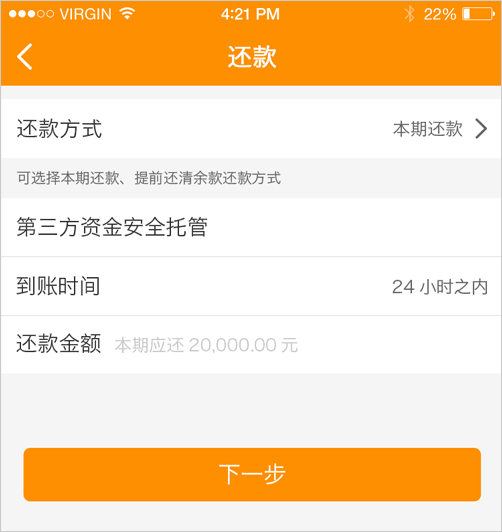 VIRGIN 4:21 PM 22%
还款
还款方式 本期还款
可选择本期还款、提前还清余款还款方式
第三方资金安全托管
到账时间 24 小时之内
还款金额 本期应还 20,000.00 元
下一步